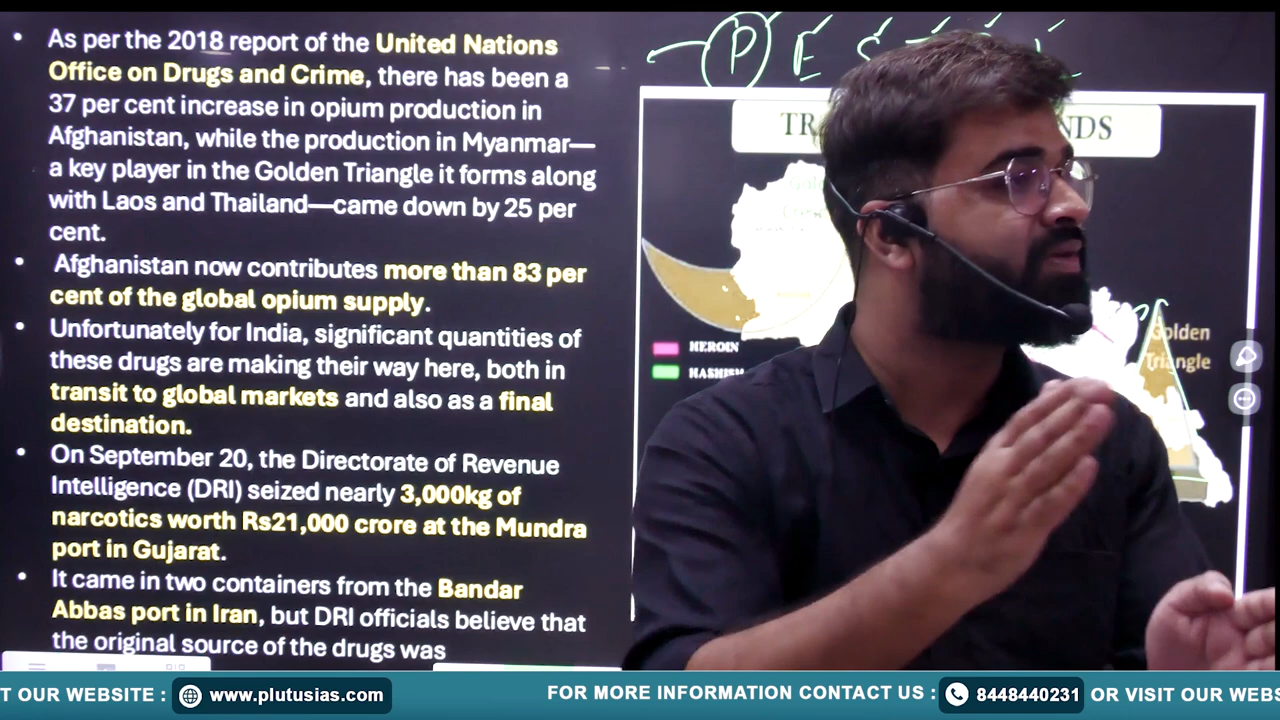 • As per the 2018 report of the United Nations
Office on Drugs and Crime, there has been a
37 per cent increase in opium production in
Afghanistan, while the production in Myanmar—
a key player in the Golden Triangle it forms along
with Laos and Thailand—came down by 25 per
cent.
• Afghanistan now contributes more than 83 per
cent of the global opium supply.
• Unfortunately for India, significant quantities of
these drugs are making their way here, both in
transit to global markets and also as a final
destination.
• On September 20, the Directorate of Revenue
Intelligence (DRI) seized nearly 3,000kg of
narcotics worth Rs21,000 crore at the Mundra
port in Gujarat.
• It came in two containers from the Bandar
Abbas port in Iran, but DRI officials believe that
the original source of the drugs was
P E S
HEROIN
HASHISH
Golden
Triangle
T OUR WEBSITE : www.plutusias.com
FOR MORE INFORMATION CONTACT US : 8448440231 OR VISIT OUR WEBS